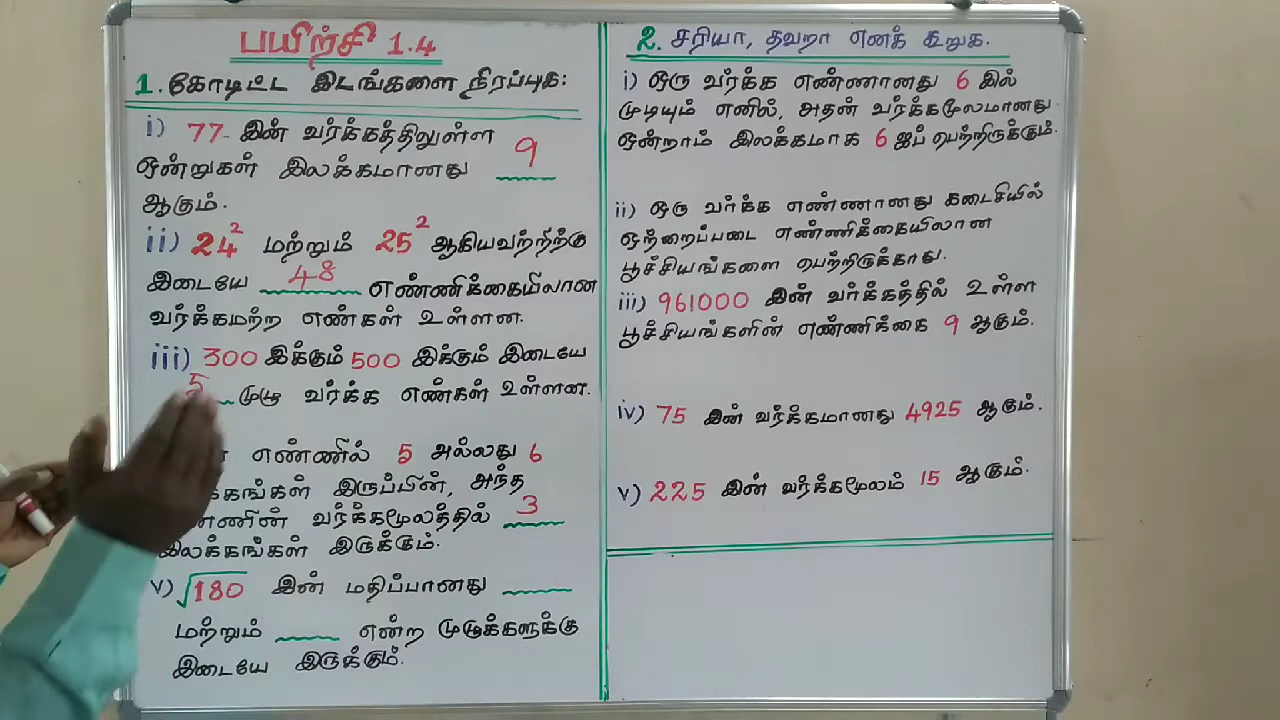 பயிற்சி 1.4
1. கோடிட்ட இடங்களை நிரப்புக:
i) 77 இன் வர்க்கத்திலுள்ள
ஒன்றுகள் இலக்கமானது 9
ஆகும்.
ii) 24² மற்றும் 25² ஆகியவற்றிற்கு
இடையே 48 எண்ணிக்கையிலான
வர்க்கமற்ற எண்கள் உள்ளன.
iii) 300 இக்கும் 500 இக்கும் இடையே
5 முழு வர்க்க எண்கள் உள்ளன.
எண்ணில் 5 அல்லது 6
இருப்பின், அந்த
வர்க்கமூலத்தில் 3
இலக்கங்கள் இருக்கும்.
v) √180 இன் மதிப்பானது
மற்றும் என்ற முழுக்களுக்கு
இடையே இருக்கும்.
2. சரியா, தவறா எனக் கூறுக.
i) ஒரு வர்க்க எண்ணானது 6 இல்
முடியும் எனில், அதன் வர்க்கமூலமானது
ஒன்றாம் இலக்கமாக 6 ஐப் பெற்றிருக்கும்.
ii) ஒரு வர்க்க எண்ணானது கடைசியில்
ஒற்றைப்படை எண்ணிக்கையிலான
பூச்சியங்களை பெற்றிருக்காது.
iii) 961000 இன் வர்க்கத்தில் உள்ள
பூச்சியங்களின் எண்ணிக்கை 9 ஆகும்.
iv) 75 இன் வர்க்கமானது 4925 ஆகும்.
v) 225 இன் வர்க்கமூலம் 15 ஆகும்.